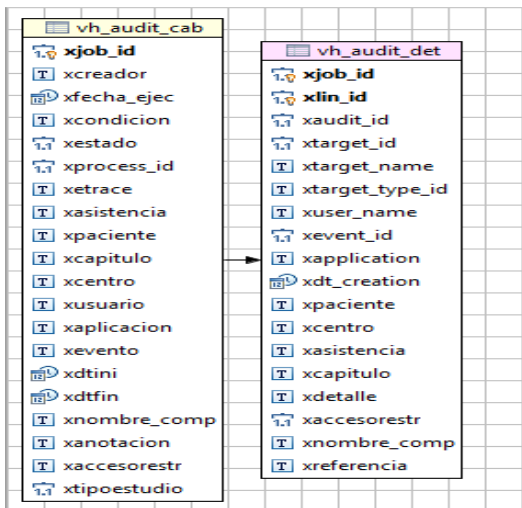 vh_audit_cab
xjob_id
xcreador
xfecha_ejec
xcondicion
xestado
xprocess_id
xetrace
xasistencia
xpaciente
xcapitulo
xcentro
xusuario
xaplicacion
xevento
xdtini
xdtfin
xnombre_comp
xanotacion
xaccesorestr
xtipoestudio
vh_audit_det
xjob_id
xlin_id
xaudit_id
xtarget_id
xtarget_name
xtarget_type_id
xuser_name
xevent_id
xapplication
xdt_creation
xpaciente
xcentro
xasistencia
xcapitulo
xdetalle
xaccesorestr
xnombre_comp
xreferencia